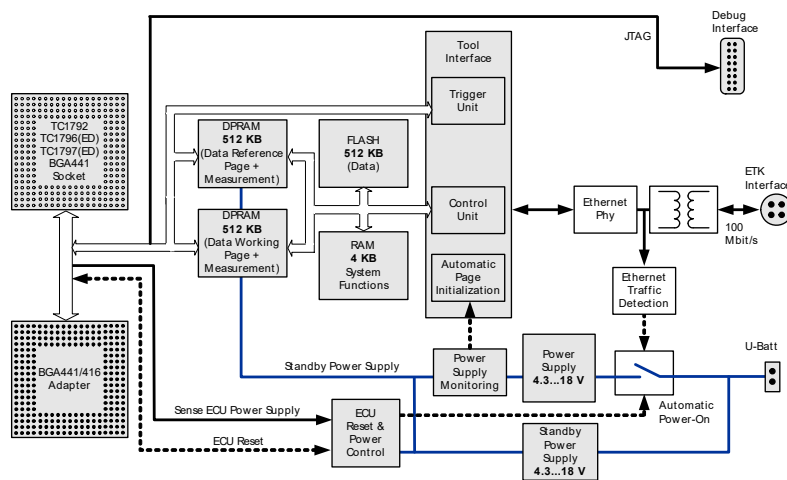 Debug
Interface
JTAG
Tool
Interface
Trigger
Unit
TC1792
TC1796(ED)
TC1797(ED)
BGA441
Socket
DPRAM
512 KB
(Data Reference
Page +
Measurement)
FLASH
512 KB
(Data)
ETK
Interface
Control
Unit
Ethernet
Phy
100
Mbit/s
DPRAM
512 KB
(Data Working
Page +
Measurement)
RAM
4 KB
System
Functions
Automatic
Page
Initialization
Ethernet
Traffic
Detection
BGA441/416
Adapter
Standby Power Supply
Power
Supply
Monitoring
Power
Supply
4.3...18 V
U-Batt
Automatic
Power-On
Sense ECU Power Supply
ECU Reset
ECU
Reset &
Power
Control
Standby
Power
Supply
4.3...18 V